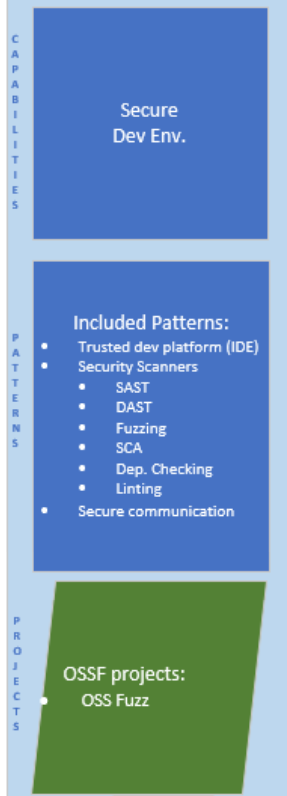 CAPABILITIES
Secure
Dev Env.
PATTERNS
Included Patterns:
• Trusted dev platform (IDE)
• Security Scanners
• SAST
• DAST
• Fuzzing
• SCA
• Dep. Checking
• Linting
• Secure communication
PROJECTS
OSSF projects:
• OSS Fuzz